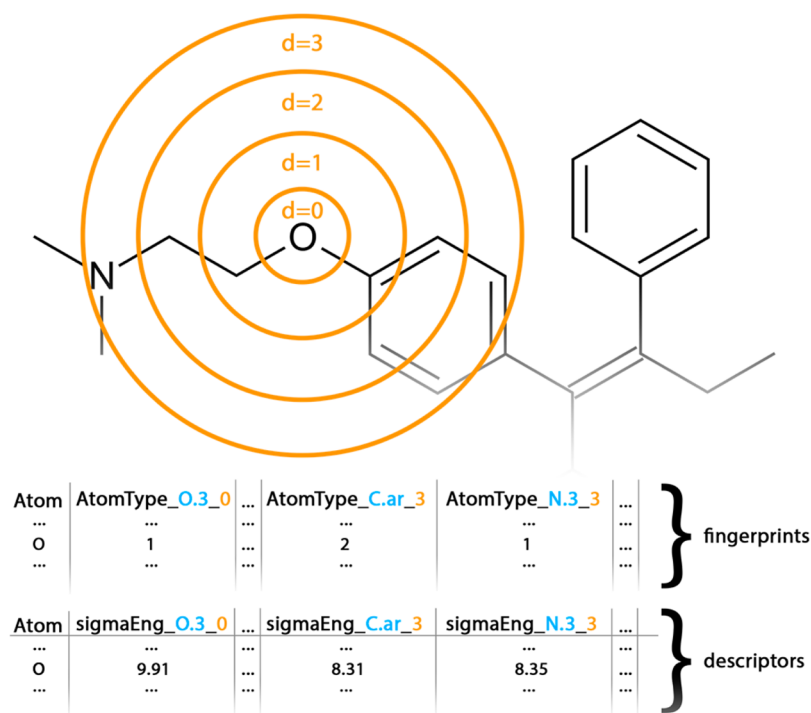 d=3
d=2
d=1
d=0
O
N
Atom AtomType_O.3_0 ... AtomType_C.ar_3 AtomType_N.3_3 ...
... ... ... ... ...
O 1 ... 2 1 ...
... ... ... ... ...
fingerprints
Atom sigmaEng_O.3_0 ... sigmaEng_C.ar_3 sigmaEng_N.3_3 ...
... ... ... ... ...
O 9.91 ... 8.31 8.35 ...
... ... ... ... ...
descriptors